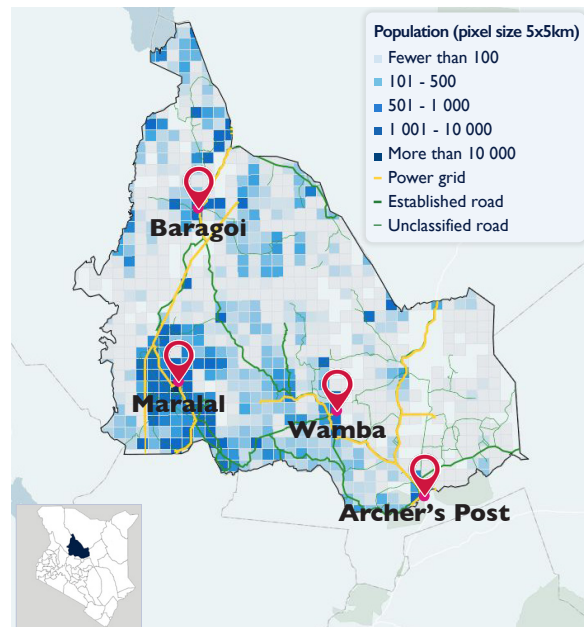 Population (pixel size 5x5km)
Fewer than 100
101 - 500
501 - 1 000
1 001 - 10 000
More than 10 000
Power grid
Established road
Unclassified road
Baragoi
Maralal
Wamba
Archer's Post